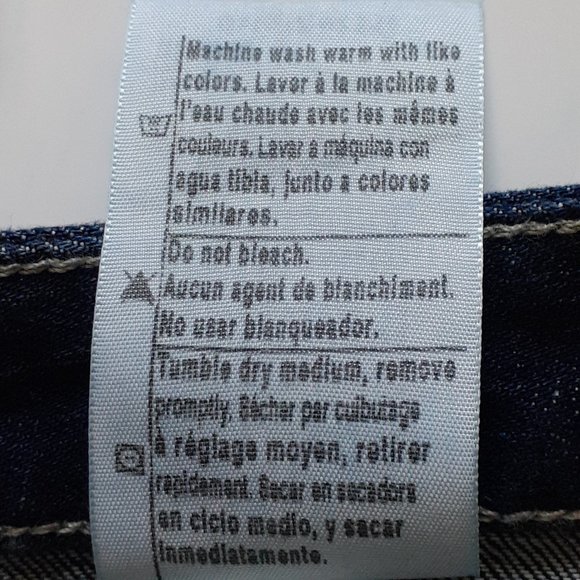 Machine wash warm with like
colors. Laver à la machine à
l'eau chaude avec les mêmes
couleurs. Lavar a máquina con
agua tibia, junto a colores
similares.
Do not bleach.
Aucun agent de blanchiment.
No usar blanqueador.
Tumble dry medium, remove
promptly. Sécher par culbutage
à réglage moyen, retirer
rapidement. Secar en secadora
en ciclo medio, y sacar
inmediatamente.